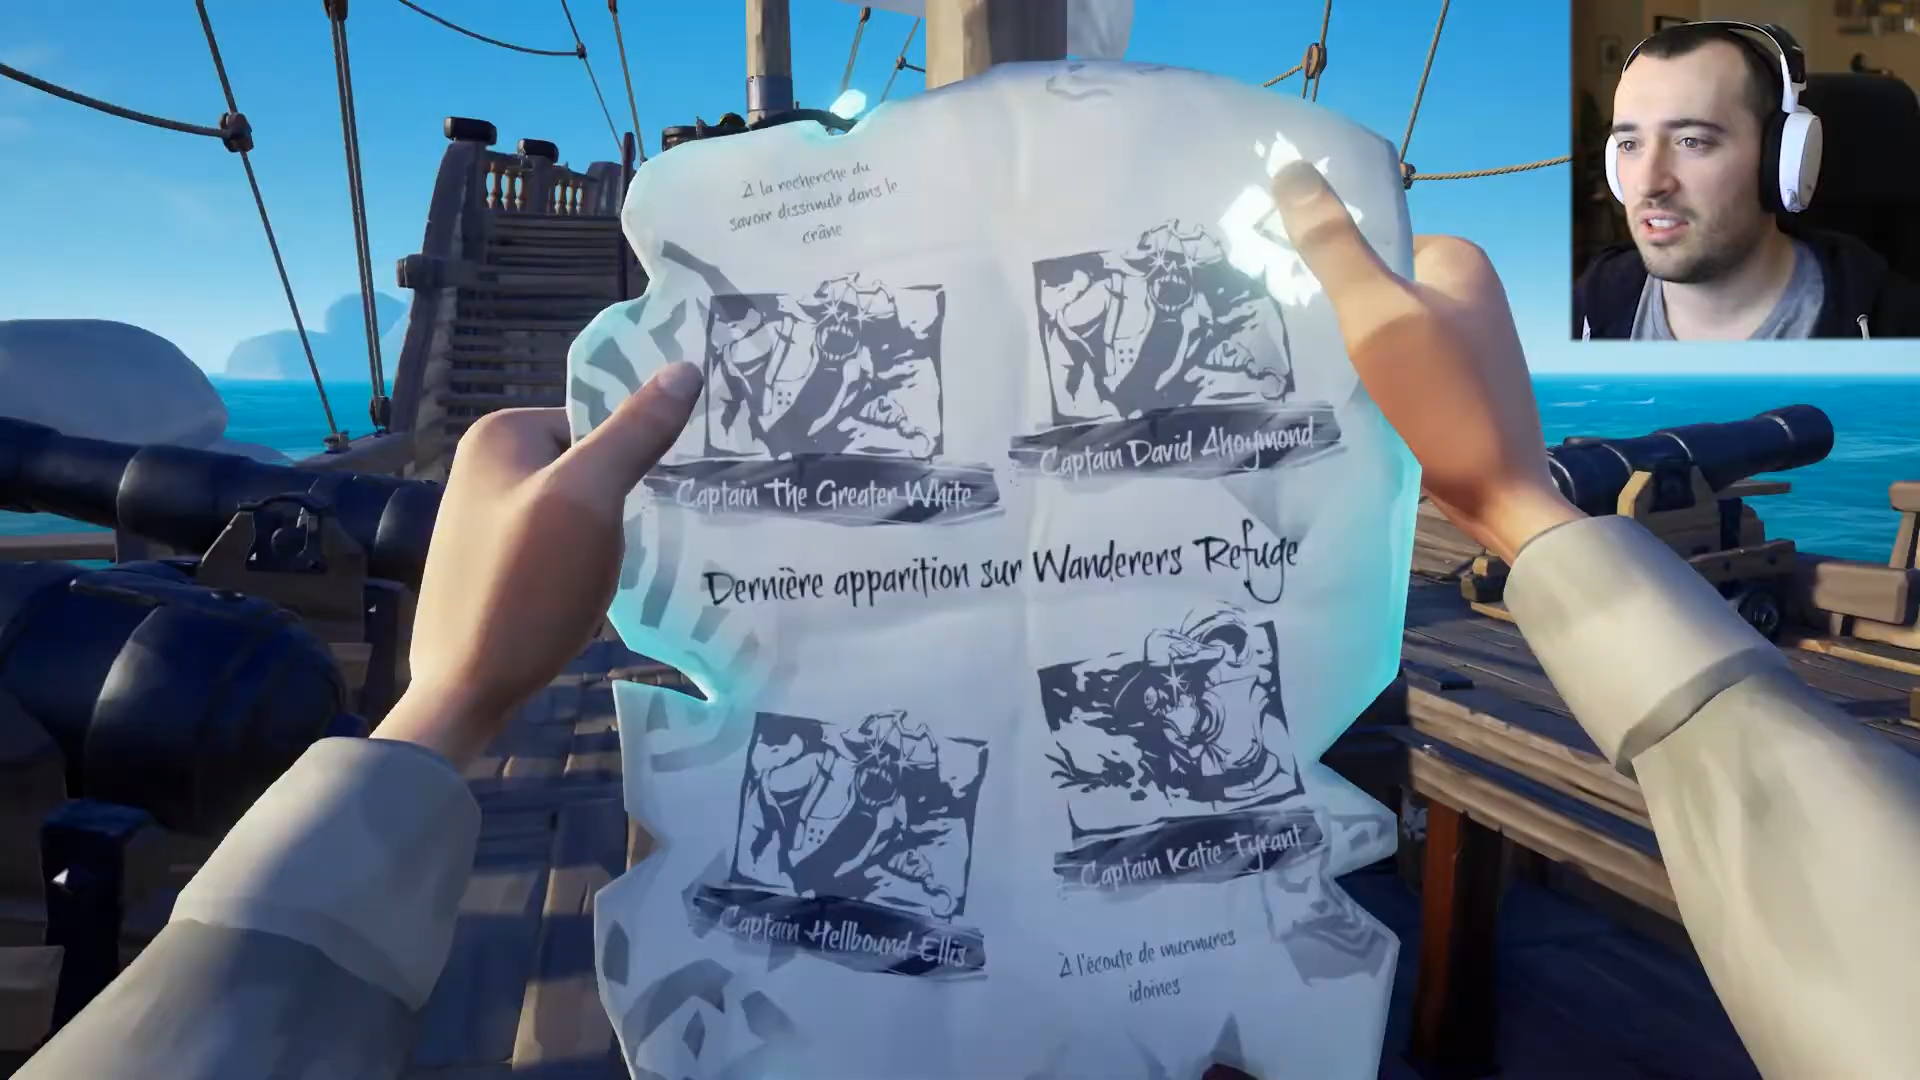 À la recherche du
savoir dissimulé dans le
crâne
Captain The Greater White
Captain David Ahoymond
Dernière apparition sur Wanderers Refuge
Captain Hellbound Ellis
Captain Katie Tyrant
À l'écoute de murmures
idoines